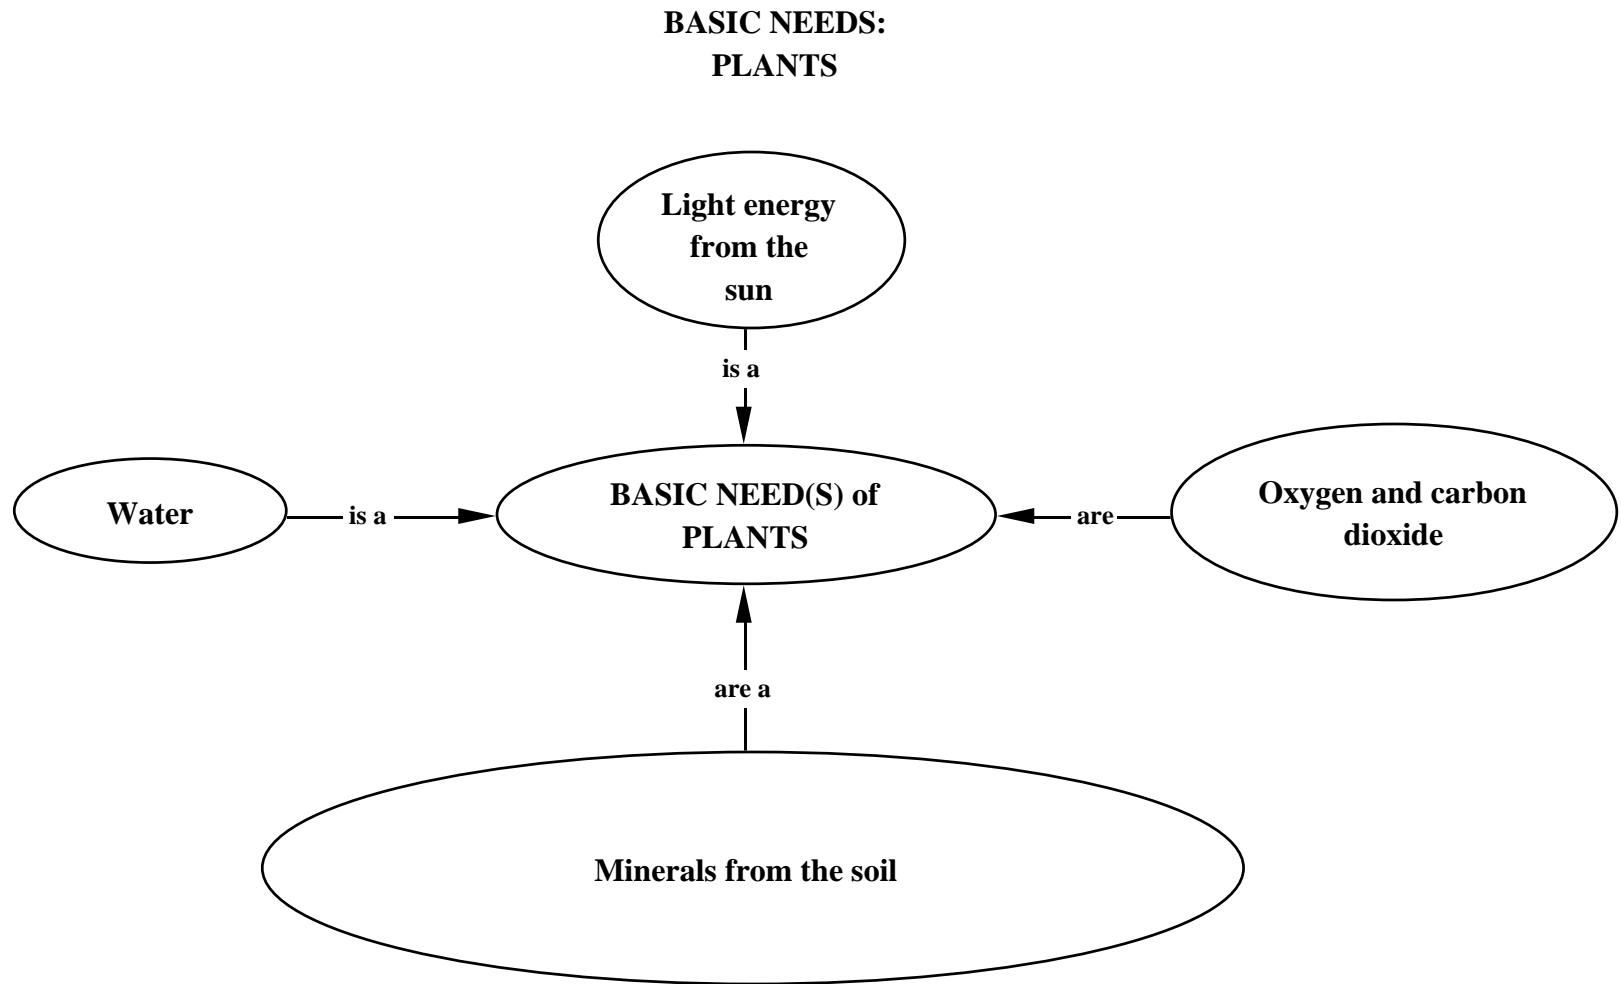 BASIC NEEDS:
PLANTS
Light energy
from the
sun
is a
Water
is a
BASIC NEED(S) of
PLANTS
are
Oxygen and carbon
dioxide
are a
Minerals from the soil